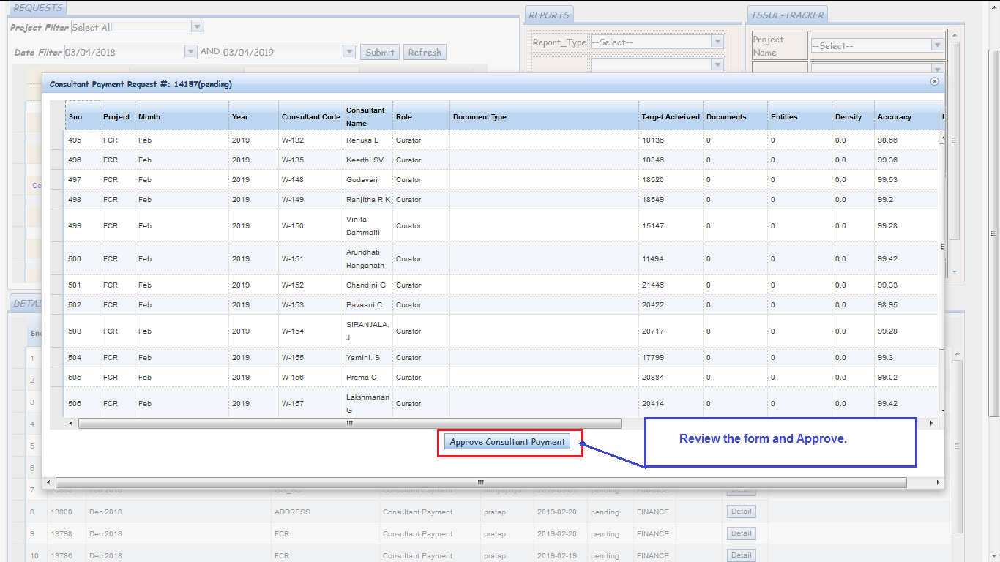 REQUESTS
Project Filter Select All
Date Filter 03/04/2018 AND 03/04/2019 Submit Refresh
REPORTS
Report_Type --Select--
ISSUE-TRACKER
Project Name --Select--
Consultant Payment Request #: 14157(pending)
Sno Project Month Year Consultant Code Consultant Name Role Document Type Target Acheived Documents Entities Density Accuracy
495 FCR Feb 2019 W-132 Renuka L Curator 10136 0 0 0.0 98.66
496 FCR Feb 2019 W-135 Keerthi SV Curator 10846 0 0 0.0 99.36
497 FCR Feb 2019 W-148 Godavari Curator 18520 0 0 0.0 99.53
498 FCR Feb 2019 W-149 Ranjitha R K Curator 18549 0 0 0.0 99.2
499 FCR Feb 2019 W-150 Vinita Dammalli Curator 15147 0 0 0.0 99.28
500 FCR Feb 2019 W-151 Arundhati Ranganath Curator 11494 0 0 0.0 99.42
501 FCR Feb 2019 W-152 Chandini G Curator 21446 0 0 0.0 99.33
502 FCR Feb 2019 W-153 Pavaani.C Curator 20422 0 0 0.0 98.95
503 FCR Feb 2019 W-154 SIRANJALA. J Curator 20717 0 0 0.0 99.28
504 FCR Feb 2019 W-155 Yamini. S Curator 17799 0 0 0.0 99.3
505 FCR Feb 2019 W-156 Prema C Curator 20884 0 0 0.0 99.02
506 FCR Feb 2019 W-157 Lakshmanan G Curator 20414 0 0 0.0 99.42
Approve Consultant Payment
Review the form and Approve.
1
2
3
4
5
6
7 Consultant Payment pending FINANCE Detail
8 13800 Dec 2018 ADDRESS Consultant Payment pratap 2019-02-20 pending FINANCE Detail
9 13798 Dec 2018 FCR Consultant Payment pratap 2019-02-20 pending FINANCE Detail
10 13786 Dec 2018 FCR Consultant Payment pratap 2019-02-19 pending FINANCE Detail